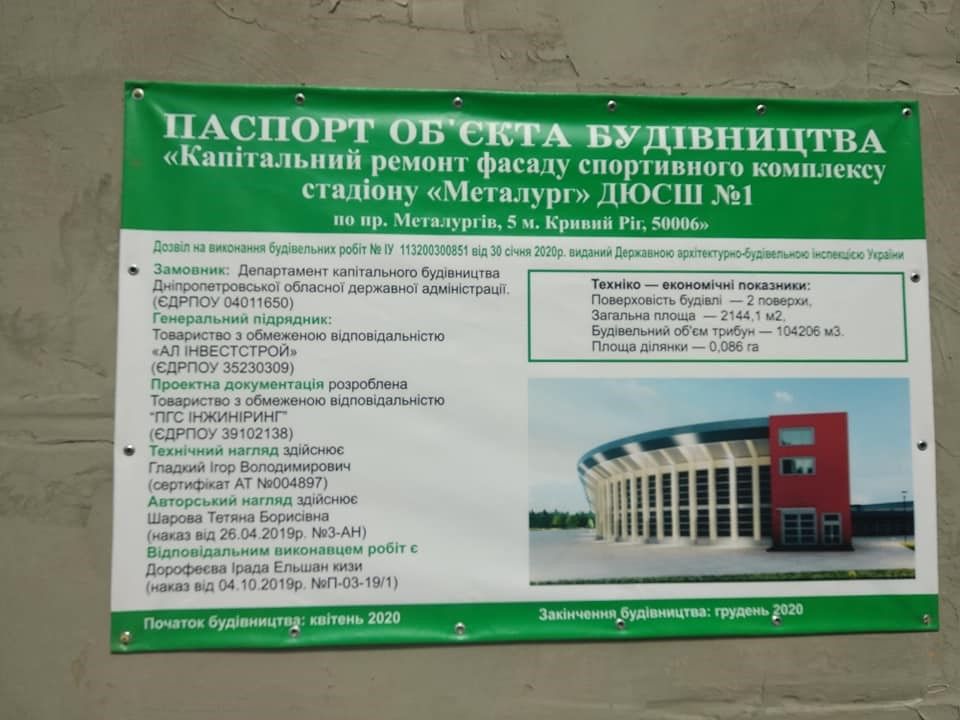 ПАСПОРТ ОБ'ЄКТА БУДІВНИЦТВА
«Капітальний ремонт фасаду спортивного комплексу
стадіону «Металург» ДЮСШ №1
по пр. Металургів, 5 м. Кривий Ріг, 50006»
Дозвіл на виконання будівельних робіт № ІУ 113200300851 від 30 січня 2020р. виданий Державною архітектурно-будівельною інспекцією України
Замовник: Департамент капітального будівництва
Дніпропетровської обласної державної адміністрації.
(ЄДРПОУ 04011650)
Генеральний підрядник:
Товариство з обмеженою відповідальністю
«АЛ ІНВЕСТСТРОЙ»
(ЄДРПОУ 35230309)
Проектна документація розроблена
Товариство з обмеженою відповідальністю
"ПГС ІНЖИНІРИНГ"
(ЄДРПОУ 39102138)
Технічний нагляд здійснює
Гладкий Ігор Володимирович
(сертифікат АТ №004897)
Авторський нагляд здійснює
Шарова Тетяна Борисівна
(наказ від 26.04.2019р. №3-АН)
Відповідальним виконавцем робіт є
Дорофеєва Ірада Ельшан кизи
(наказ від 04.10.2019р. №П-03-19/1)
Техніко — економічні показники:
Поверховість будівлі — 2 поверхи,
Загальна площа — 2144,1 м2,
Будівельний об'єм трибун — 104206 м3.
Площа ділянки — 0,086 га
Початок будівництва: квітень 2020
Закінчення будівництва: грудень 2020